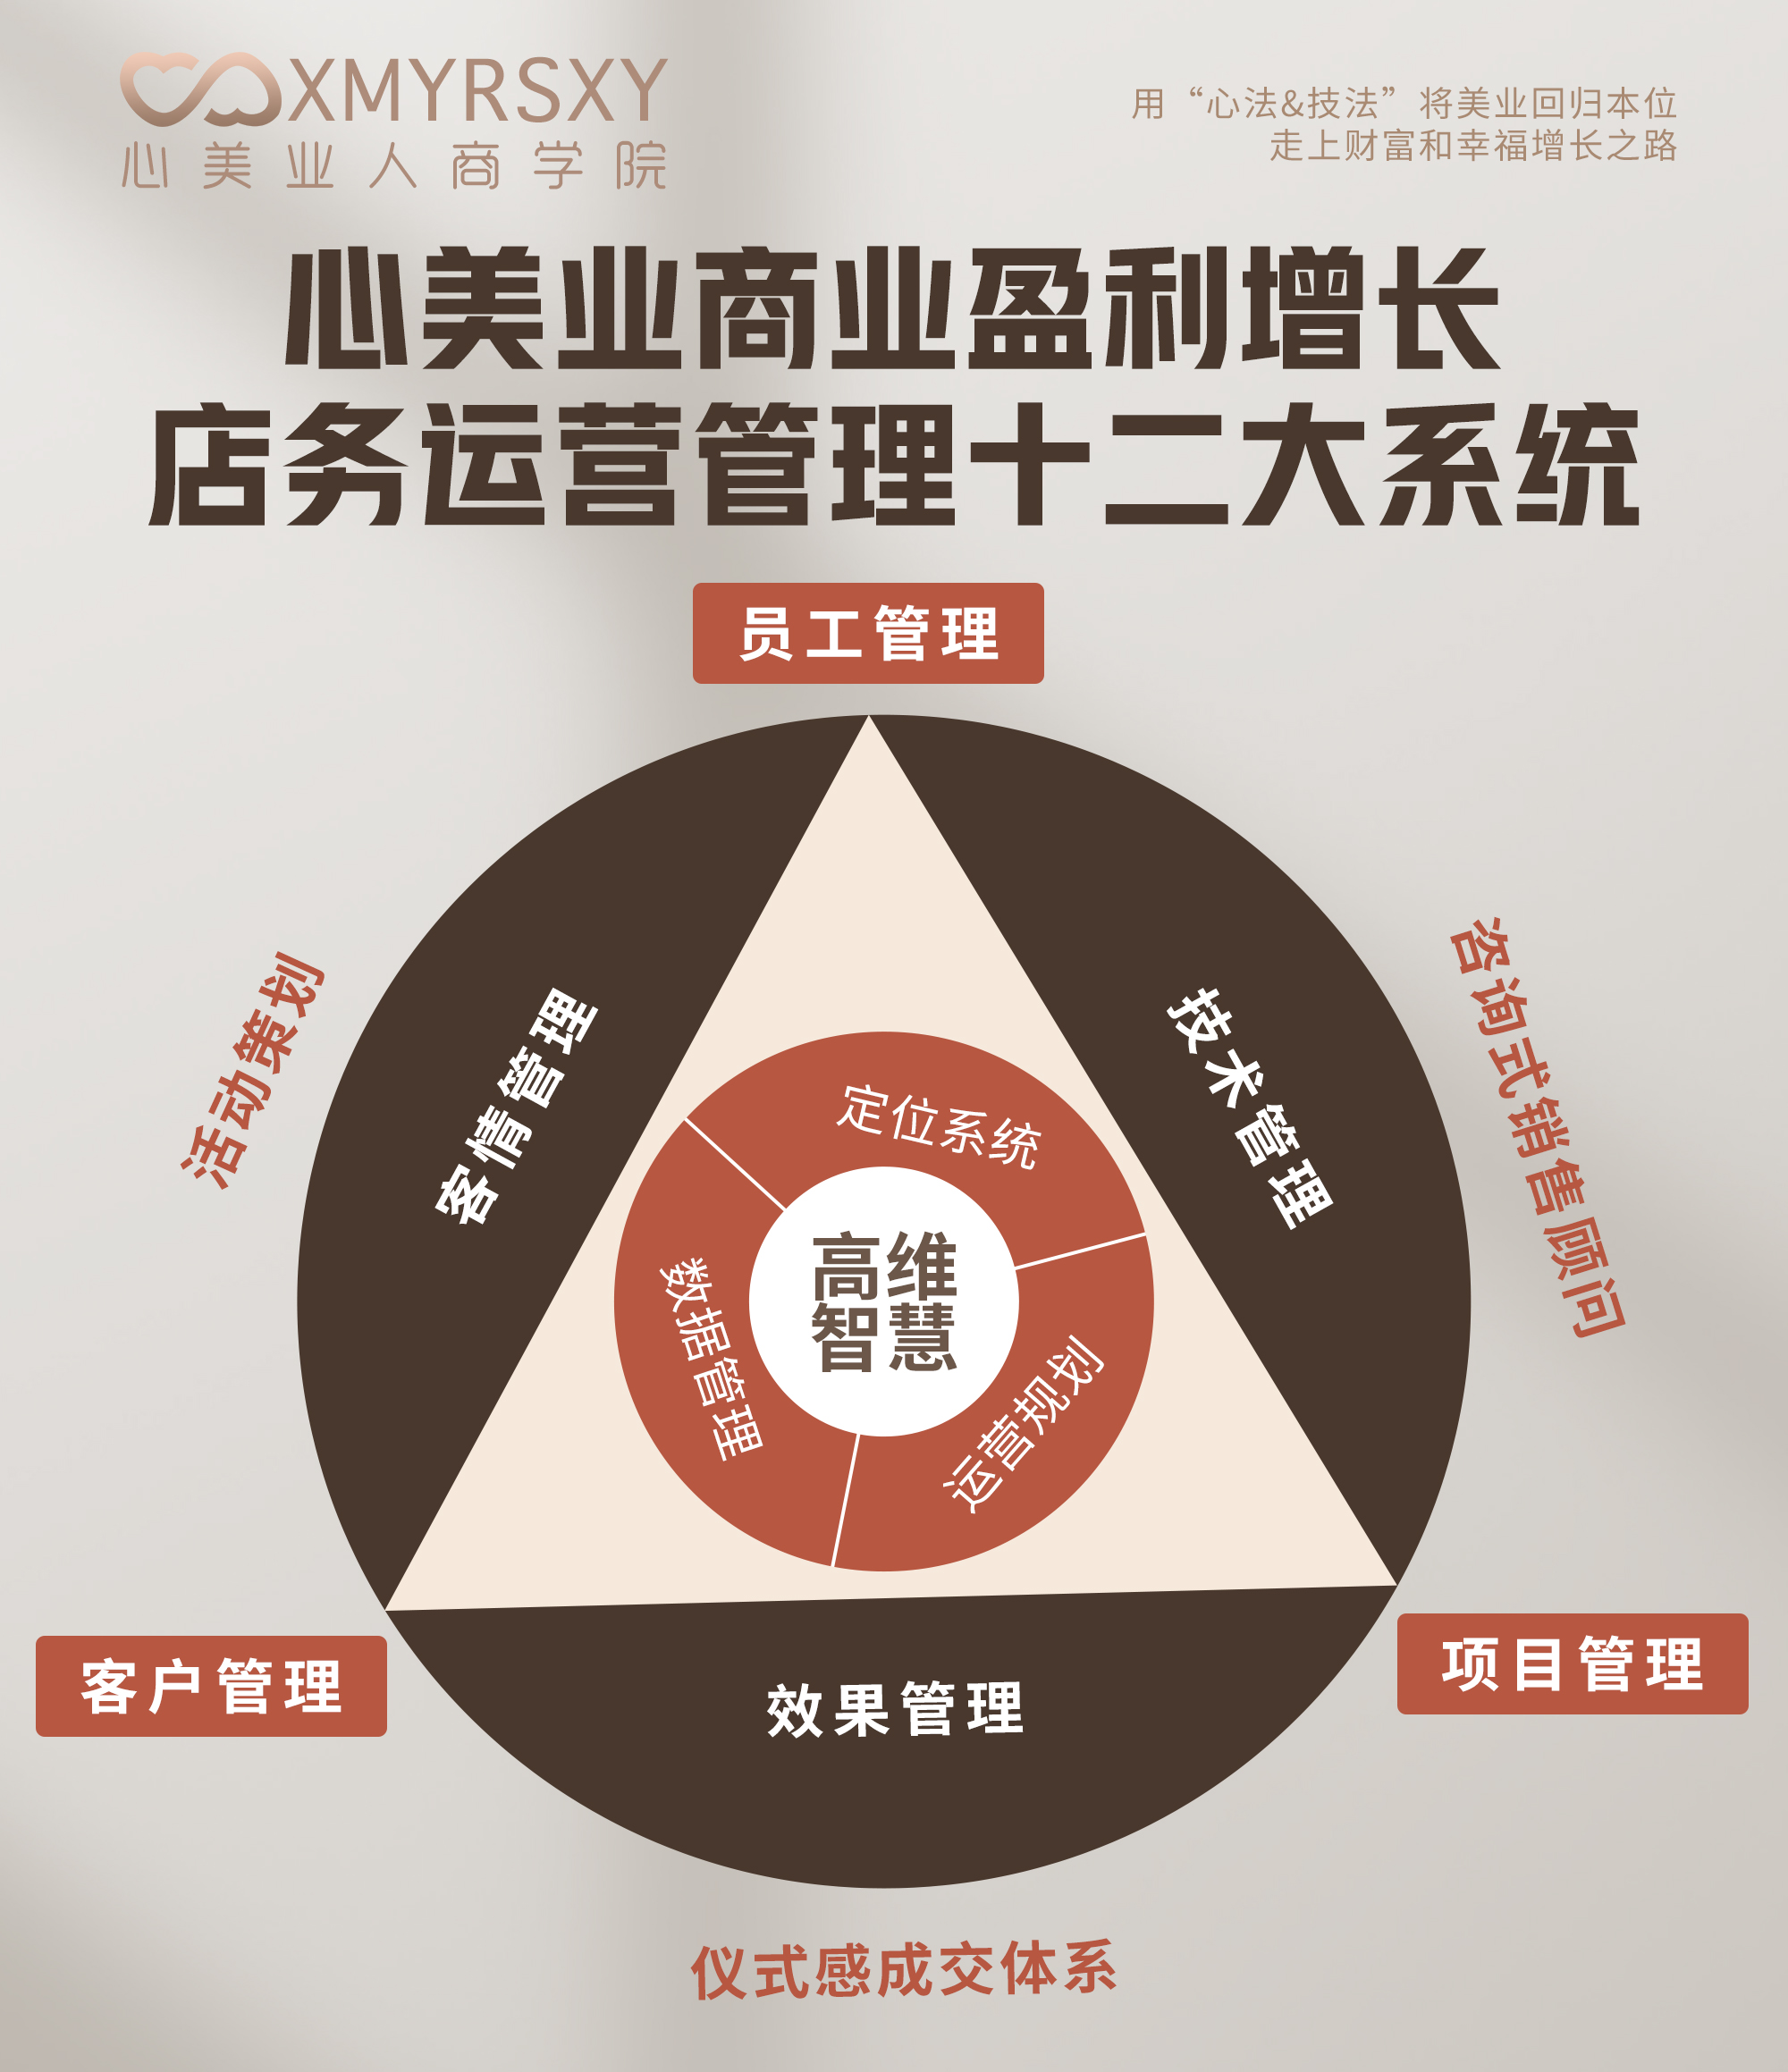 XMYRSXY
心美业人商学院
用“心法&技法”将美业回归本位
走上财富和幸福增长之路
心美业商业盈利增长
店务运营管理十二大系统
员工管理
活动策划
客情管理
技术管理
咨询式销售顾问
定位系统
数据管理
运营规划
高维
智慧
客户管理
项目管理
效果管理
仪式感成交体系